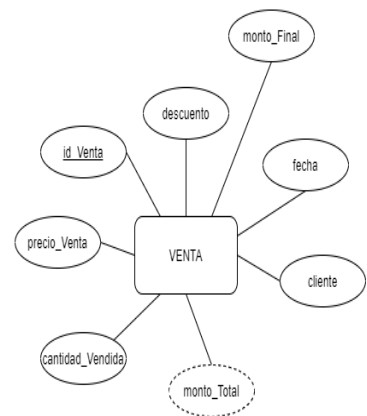 monto_Final
descuento
id_Venta
fecha
precio_Venta
VENTA
cliente
cantidad_Vendida
monto_Total